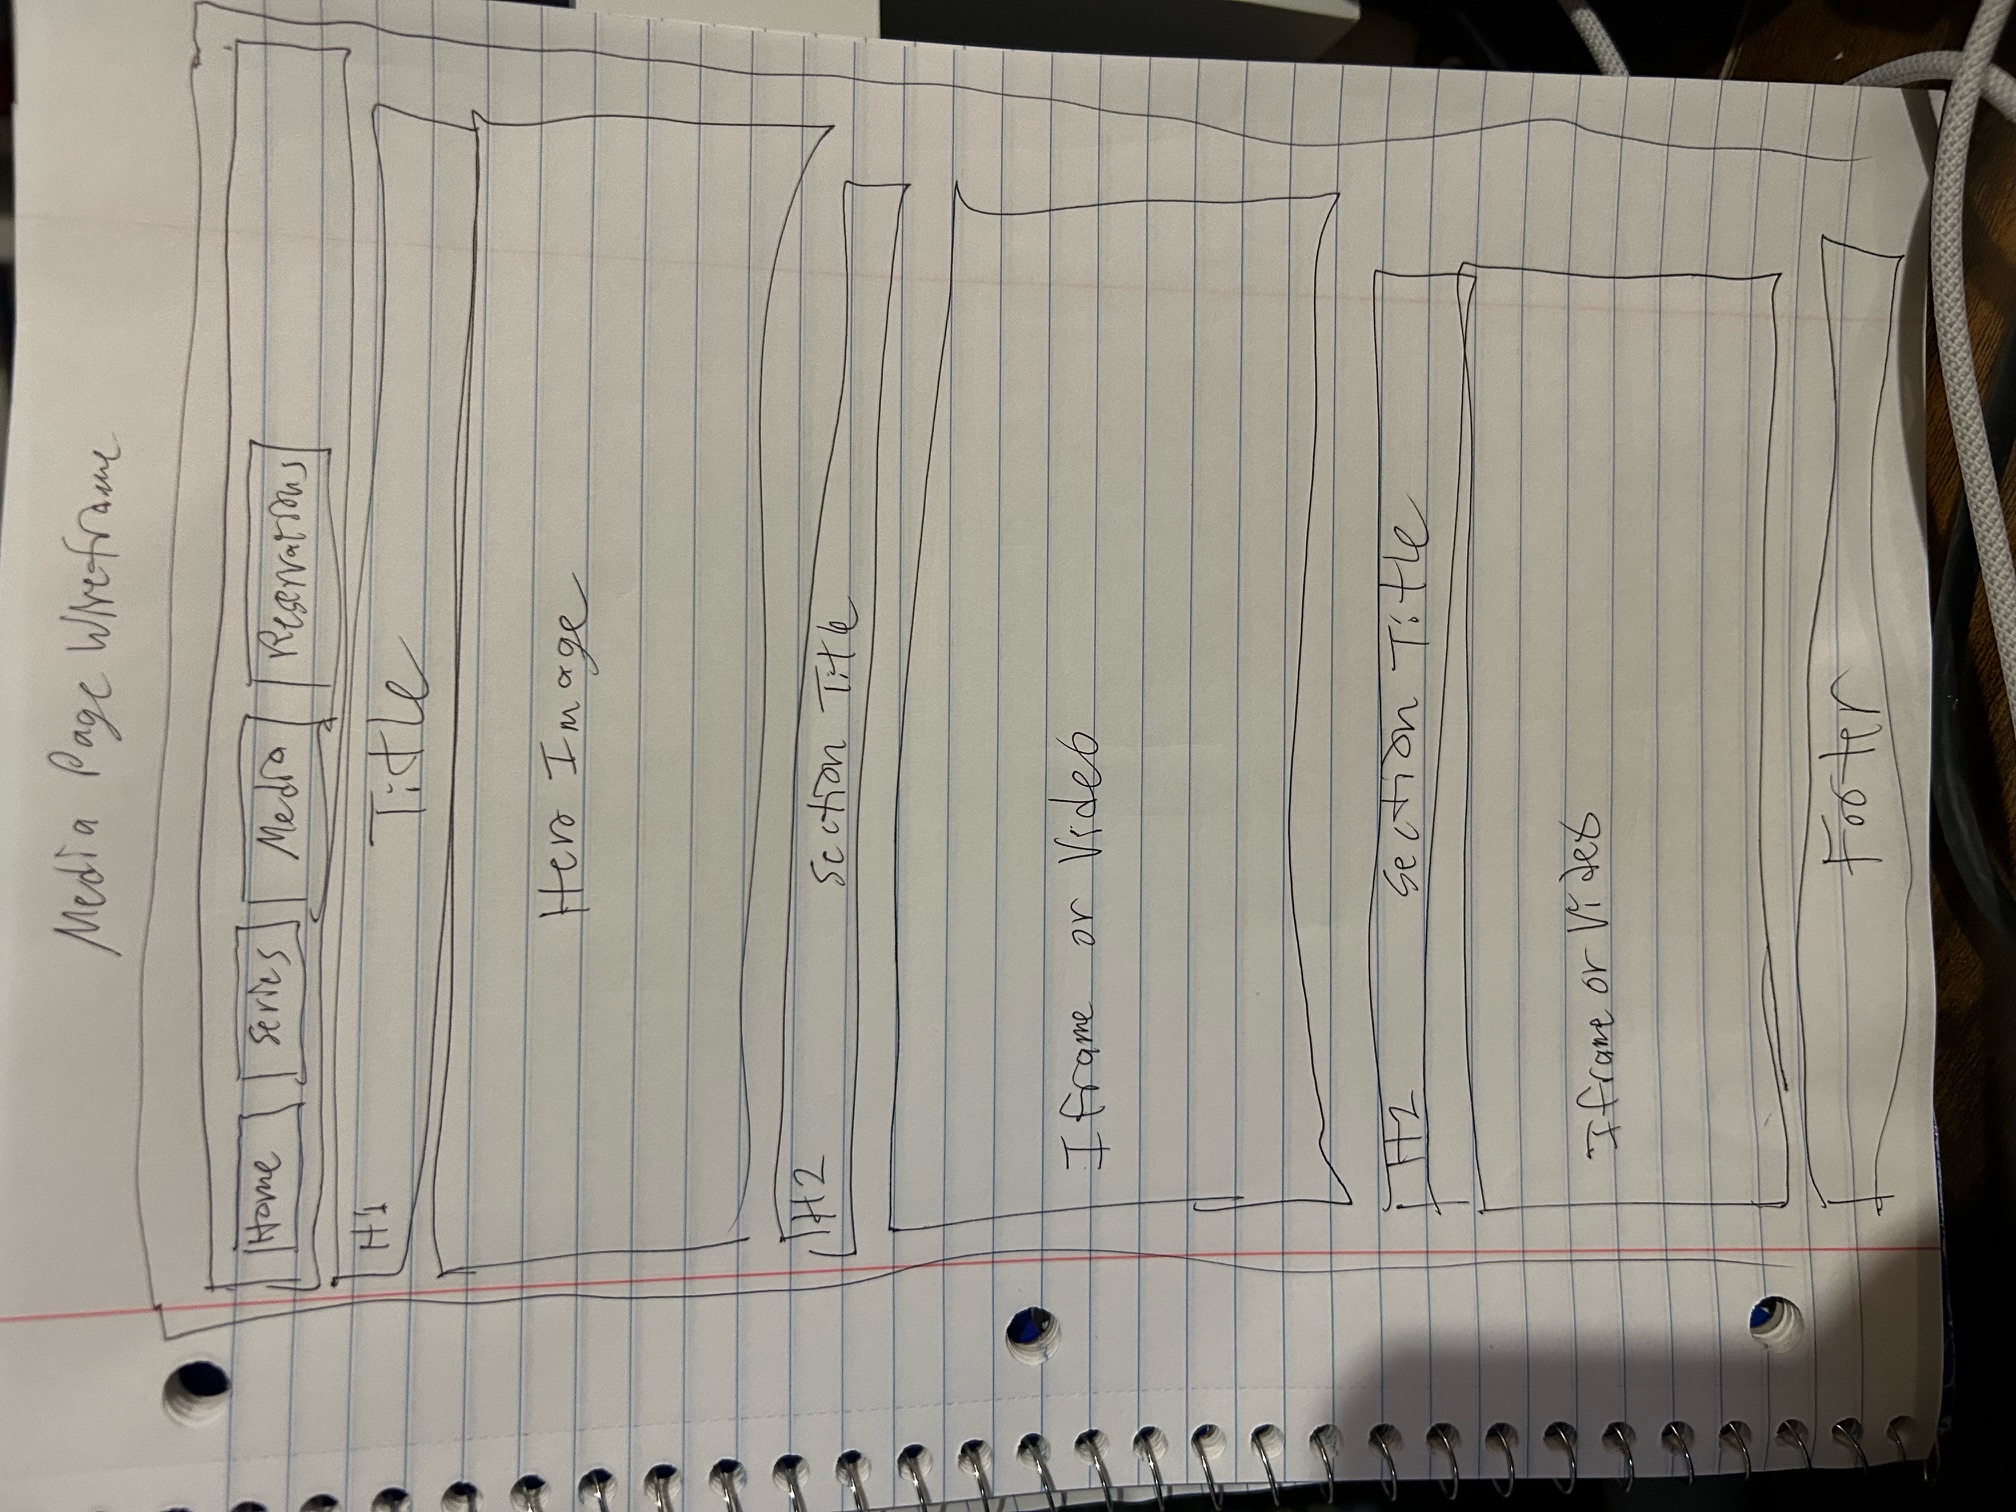 Media Page Wireframe
Home Series Media Reservations
H1 Title
Hero Image
H2 Section Title
Iframe or Video
H2 Section Title
Iframe or Video
Footer